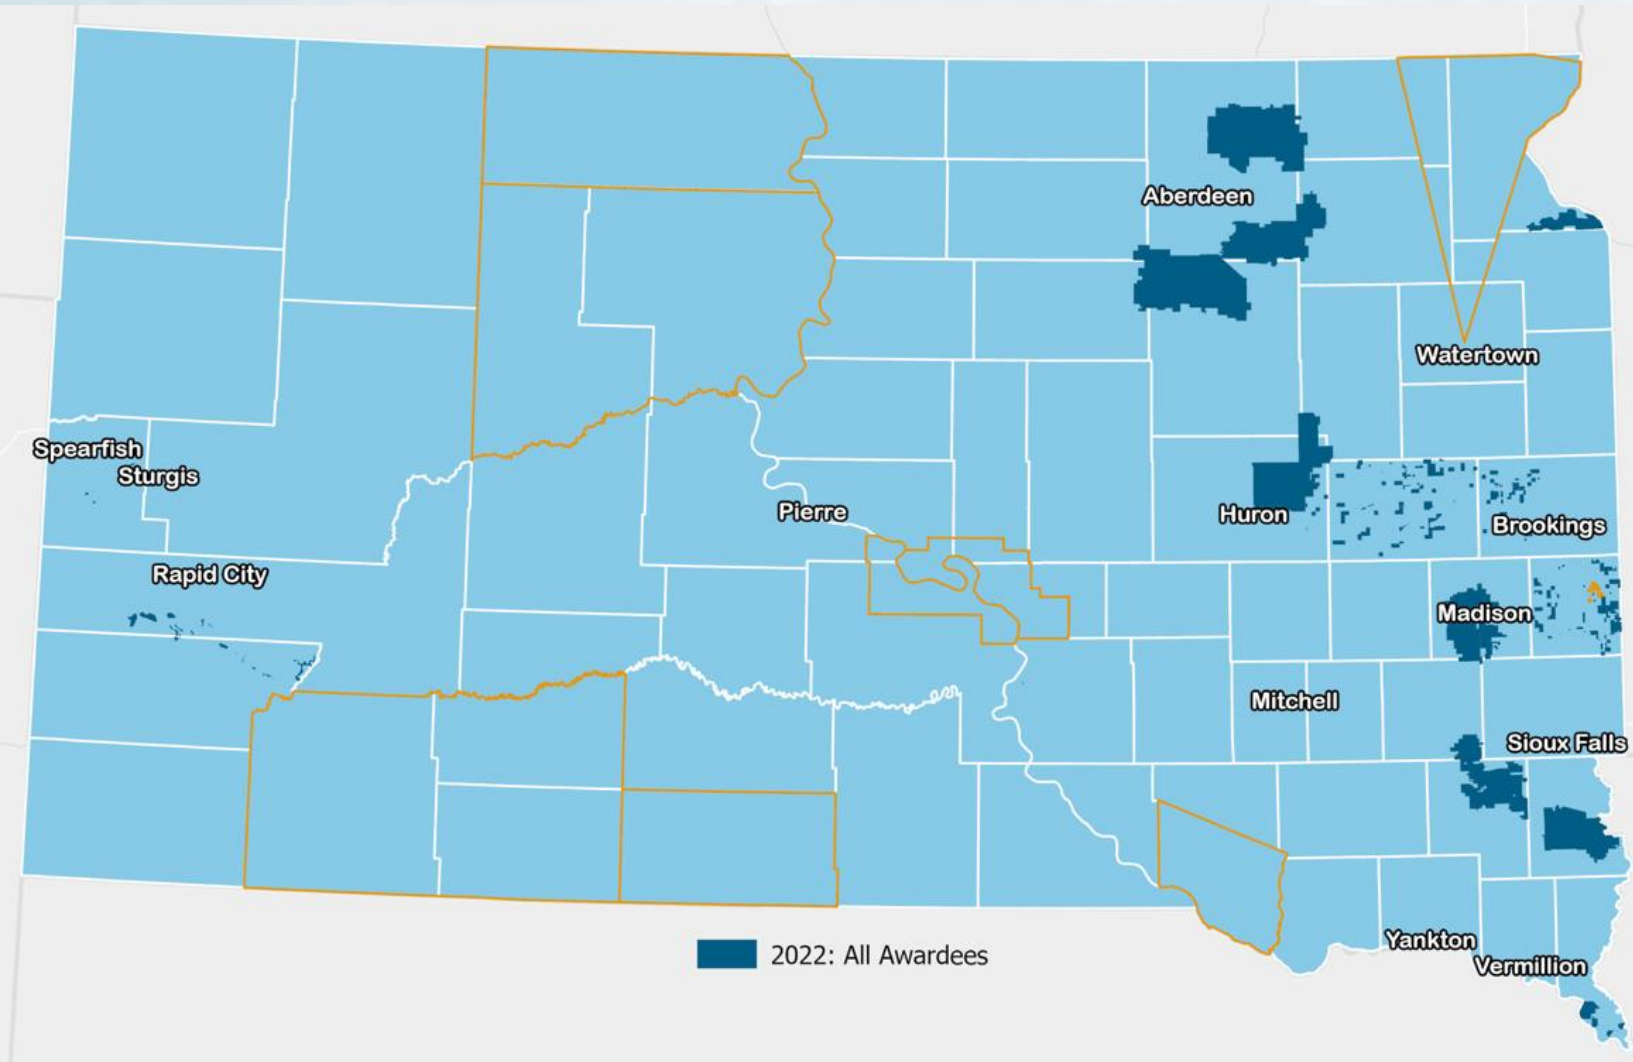 Aberdeen
Watertown
Spearfish
Sturgis
Pierre
Huron
Brookings
Rapid City
Madison
Mitchell
Sioux Falls
Yankton
Vermillion
2022: All Awardees